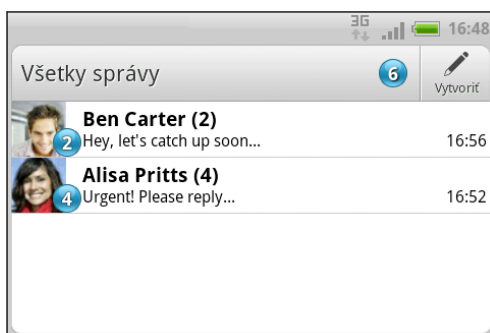 3G 16:48
Všetky správy 6 Vytvoriť
Ben Carter (2)
2 Hey, let's catch up soon... 16:56
Alisa Pritts (4)
4 Urgent! Please reply... 16:52